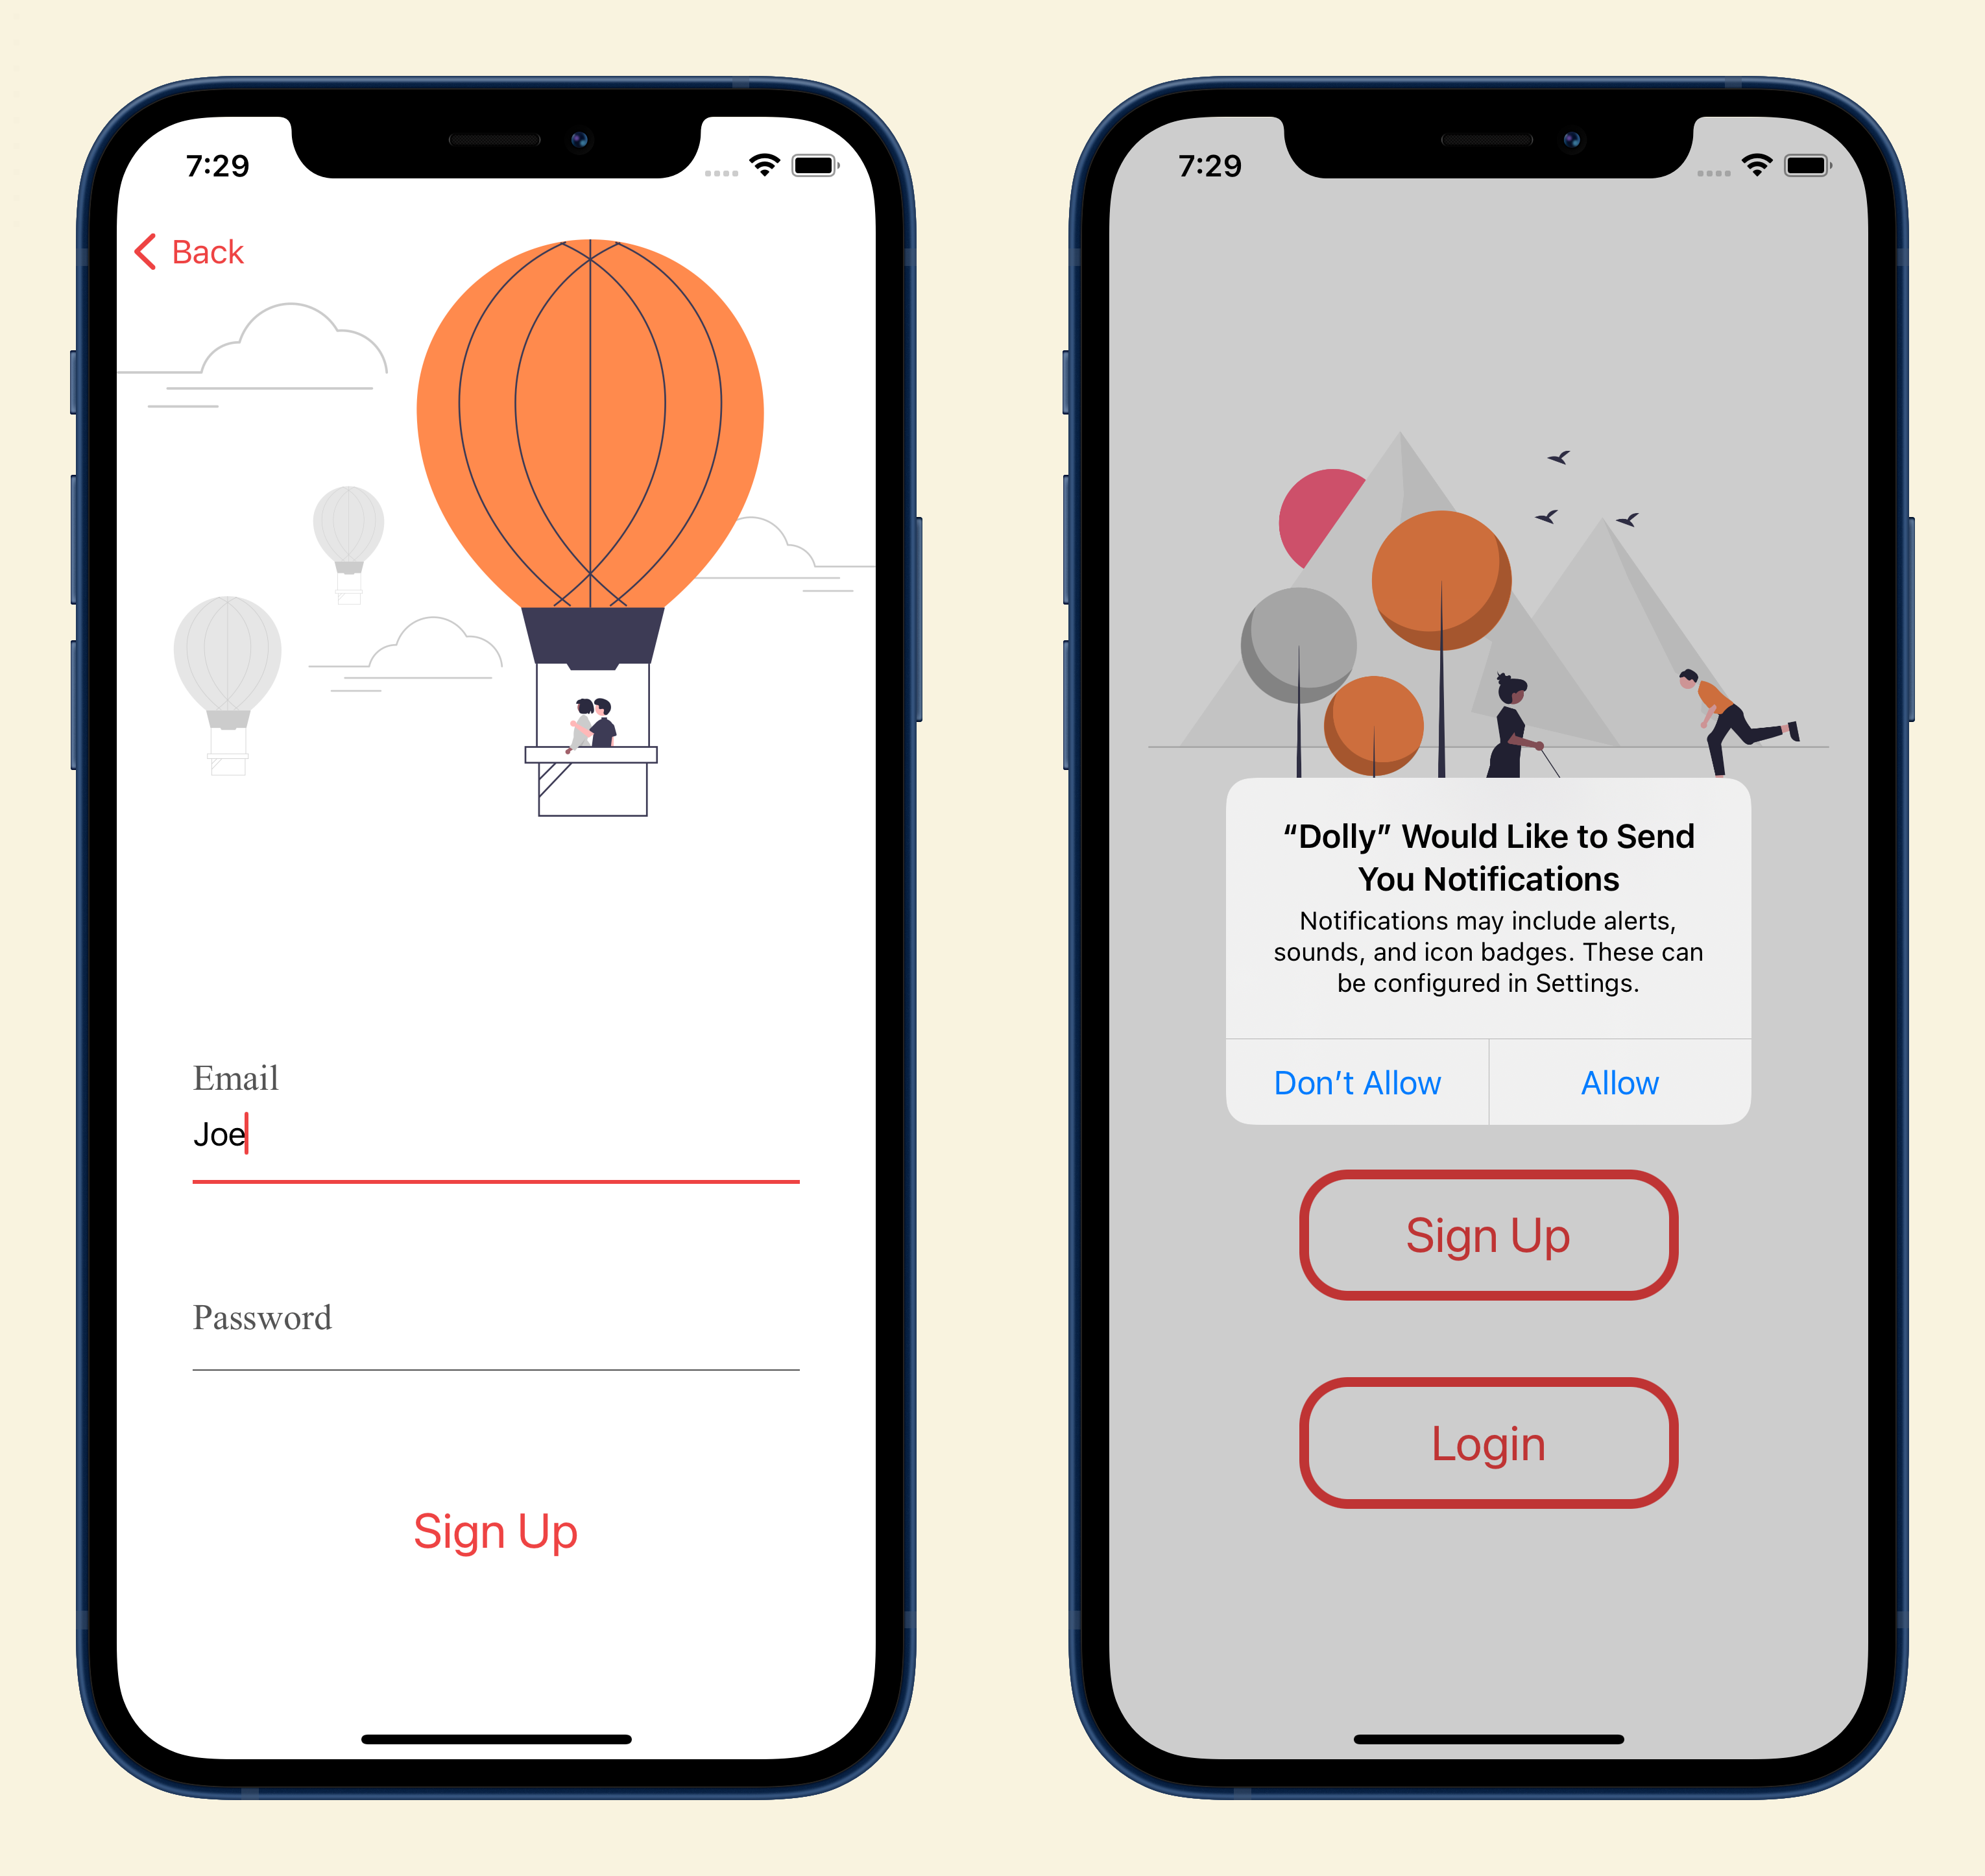 7:29
Back
Email
Joe
Password
Sign Up
7:29
“Dolly” Would Like to Send
You Notifications
Notifications may include alerts,
sounds, and icon badges. These can
be configured in Settings.
Don’t Allow
Allow
Sign Up
Login